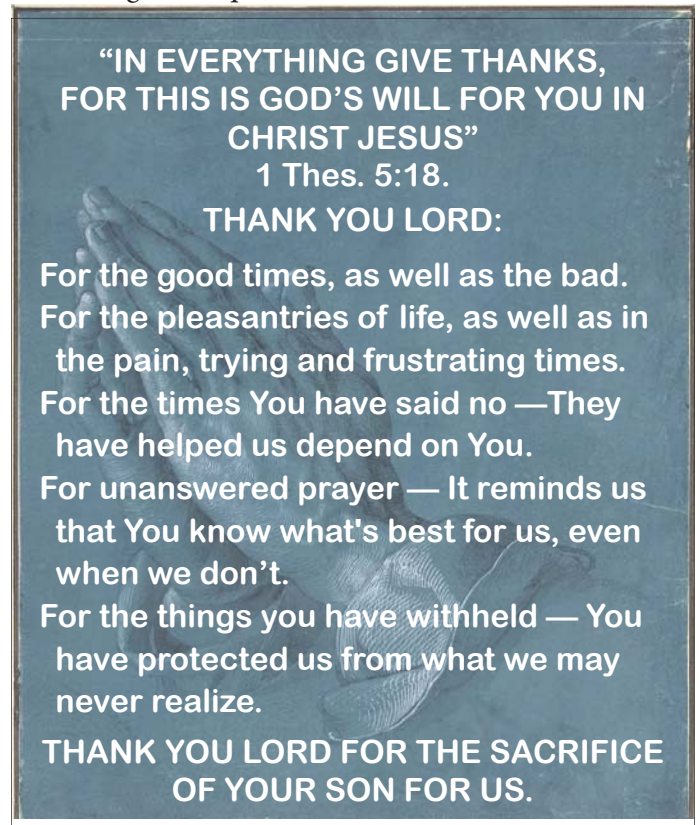 “IN EVERYTHING GIVE THANKS,
FOR THIS IS GOD’S WILL FOR YOU IN
CHRIST JESUS”
1 Thes. 5:18.
THANK YOU LORD:
For the good times, as well as the bad.
For the pleasantries of life, as well as in
the pain, trying and frustrating times.
For the times You have said no —They
have helped us depend on You.
For unanswered prayer — It reminds us
that You know what's best for us, even
when we don’t.
For the things you have withheld — You
have protected us from what we may
never realize.
THANK YOU LORD FOR THE SACRIFICE
OF YOUR SON FOR US.